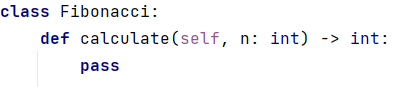 class Fibonacci:
    def calculate(self, n: int) -> int:
        pass